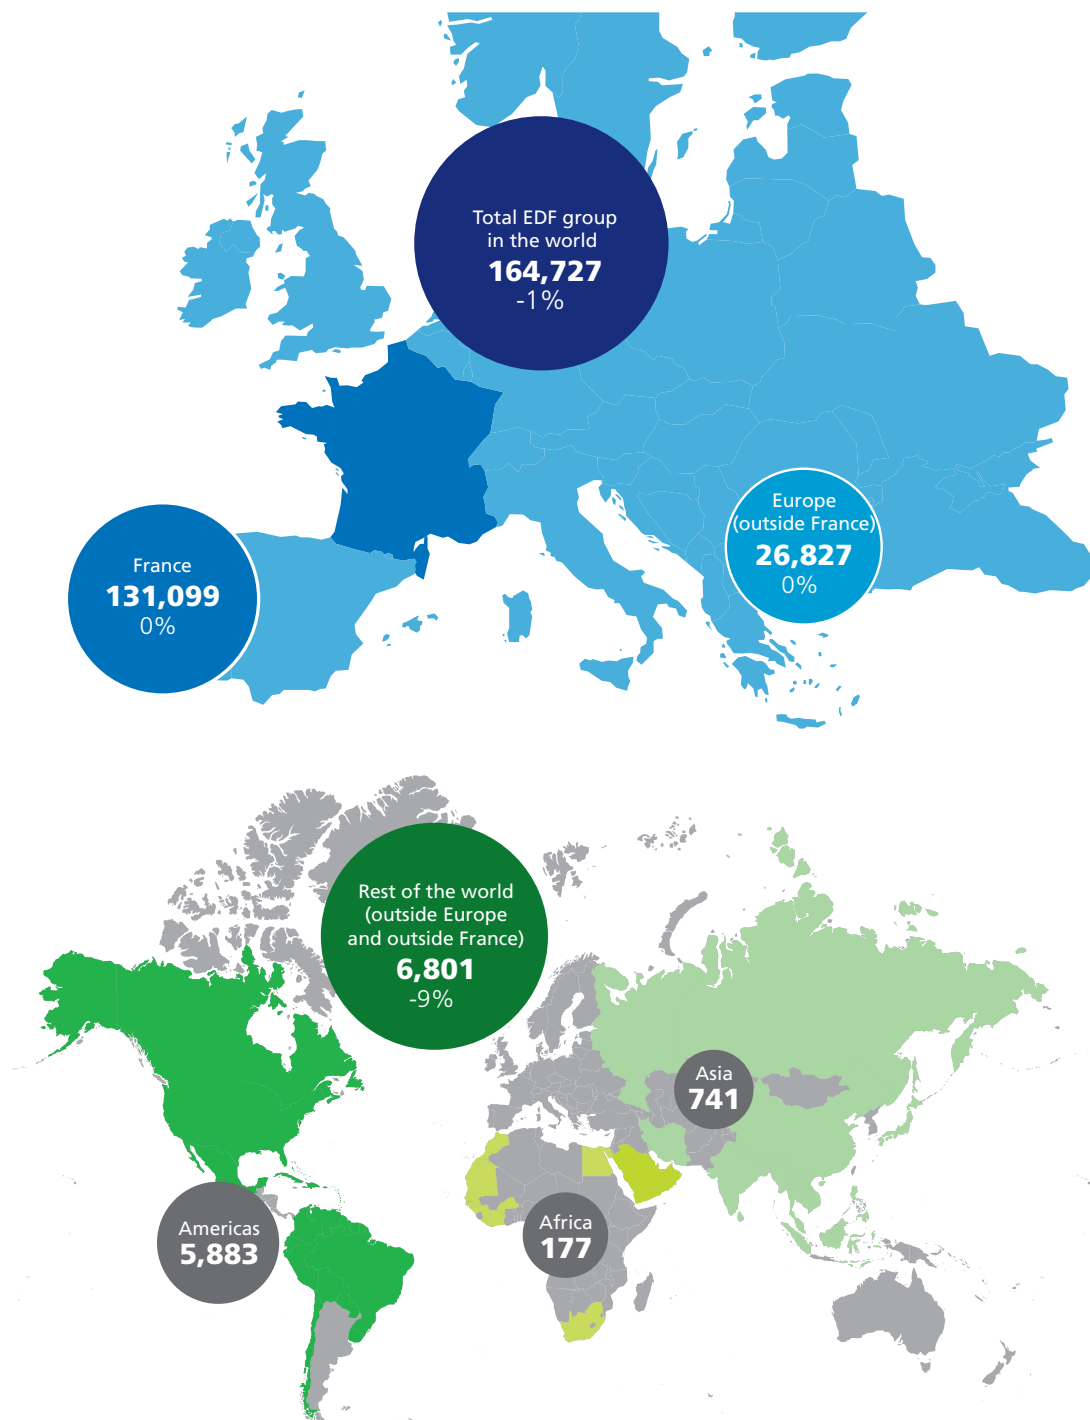 Total EDF group
in the world
164,727
-1%
France
131,099
0%
Europe
(outside France)
26,827
0%
Rest of the world
(outside Europe
and outside France)
6,801
-9%
Asia
741
Americas
5,883
Africa
177